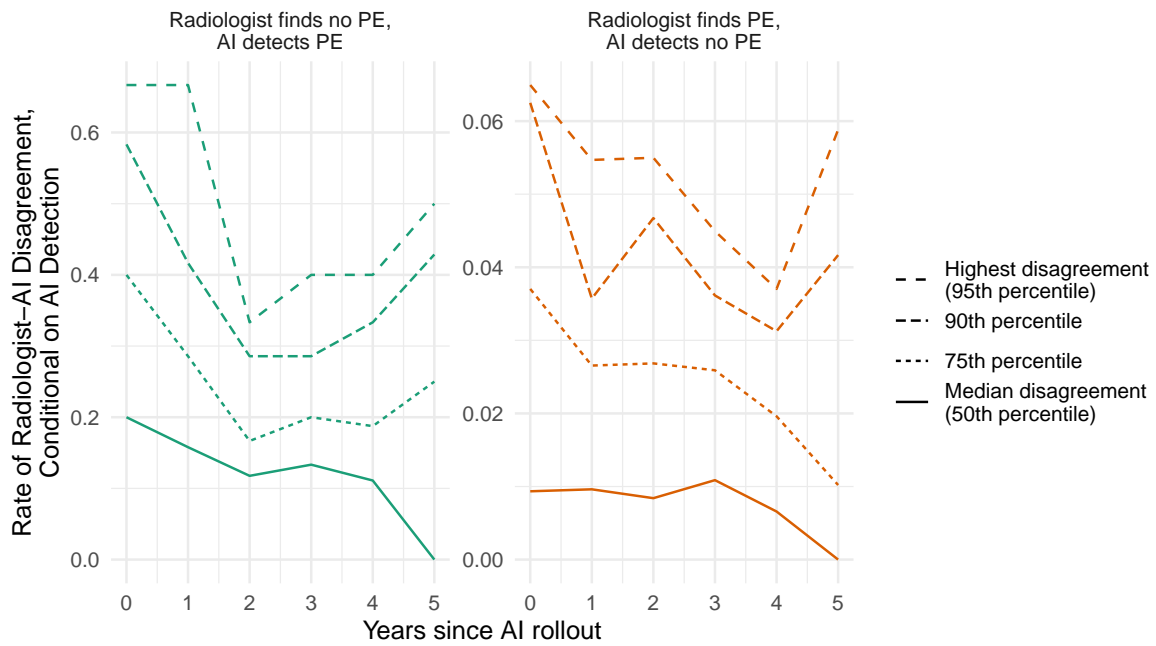 Radiologist finds no PE,
AI detects PE
Radiologist finds PE,
AI detects no PE
Rate of Radiologist−AI Disagreement,
Conditional on AI Detection
0.6
0.4
0.2
0.0
0.06
0.04
0.02
0.00
0 1 2 3 4 5
0 1 2 3 4 5
Years since AI rollout
Highest disagreement
(95th percentile)
90th percentile
75th percentile
Median disagreement
(50th percentile)